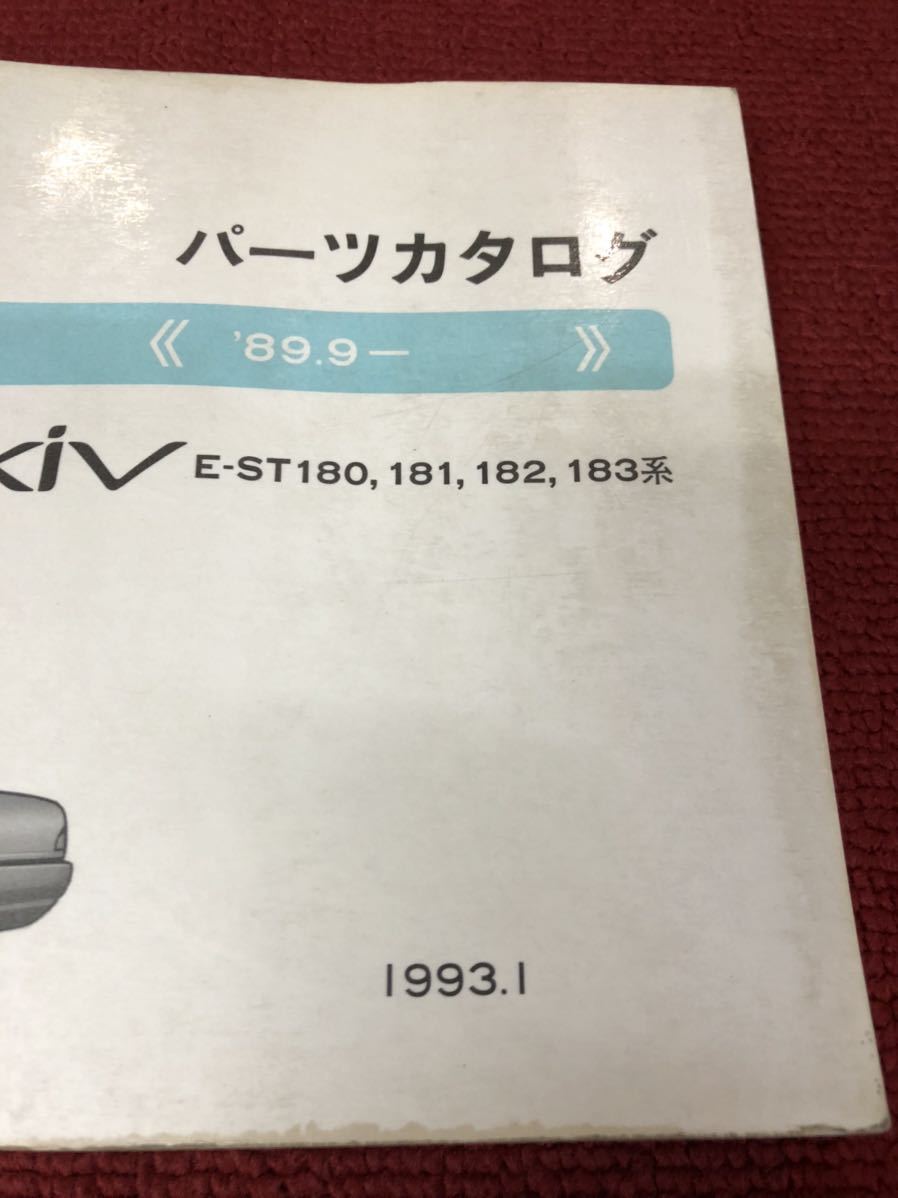 パーツカタログ
《 '89.9— 》
xiv E-ST180, 181, 182, 183系
1993.1